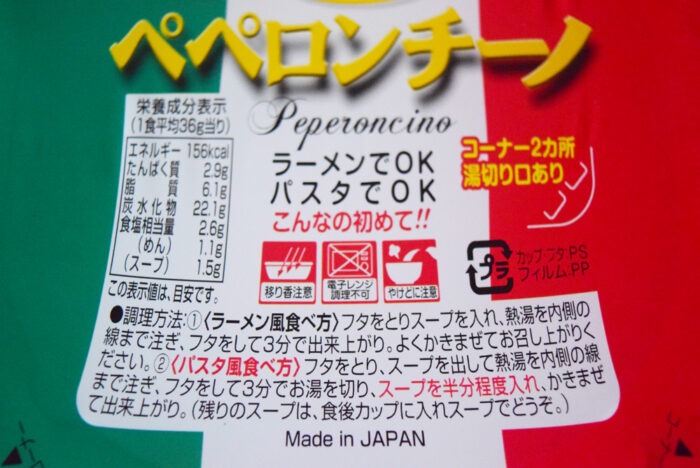 ペペロンチーノ
栄養成分表示
(1食平均36g当り)
エネルギー 156kcal
たんぱく質 2.9g
脂 質 6.1g
炭水化物 22.1g
食塩相当量 2.6g
(めん) 1.1g
(スープ) 1.5g
この表示値は、目安です。
Peperoncino
ラーメンでOK
パスタでOK
こんなの初めて!!
コーナー2カ所
湯切り口あり
移り香注意
電子レンジ
調理不可
やけどに注意
プラ
カップ・フタ:PS
フィルム:PP
●調理方法:①〈ラーメン風食べ方〉フタをとりスープを入れ、熱湯を内側の
線まで注ぎ、フタをして3分で出来上がり。よくかきまぜてお召し上がりく
ださい。②〈パスタ風食べ方〉フタをとり、スープを出して熱湯を内側の線
まで注ぎ、フタをして3分でお湯を切り、スープを半分程度入れ、かきまぜ
て出来上がり。(残りのスープは、食後カップに入れスープでどうぞ。)
Made in JAPAN